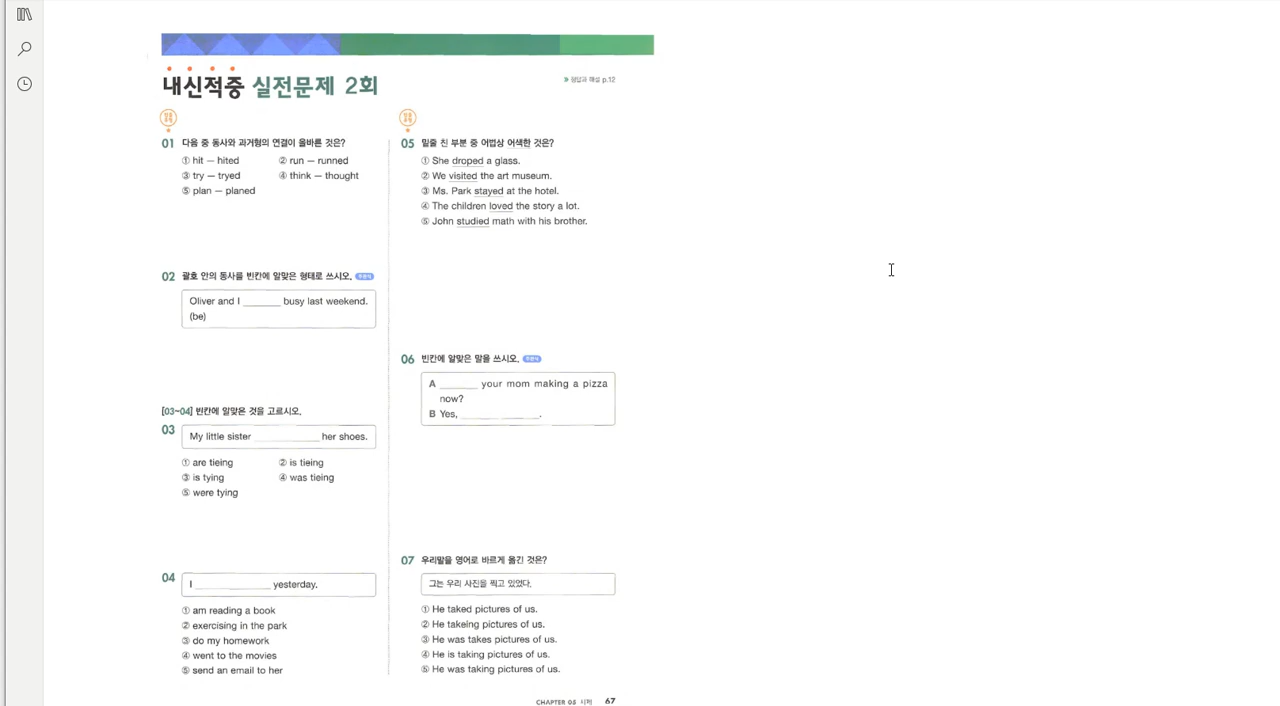 내신적중 실전문제 2회
정답과 해설 p.12
01 다음 중 동사와 과거형의 연결이 올바른 것은?
① hit — hited ② run — runned
③ try — tryed ④ think — thought
⑤ plan — planed
02 괄호 안의 동사를 빈칸에 알맞은 형태로 쓰시오. 주관식
Oliver and I ______ busy last weekend.
(be)
[03~04] 빈칸에 알맞은 것을 고르시오.
03 My little sister ___________ her shoes.
① are tieing ② is tieing
③ is tying ④ was tieing
⑤ were tying
04 I ____________ yesterday.
① am reading a book
② exercising in the park
③ do my homework
④ went to the movies
⑤ send an email to her
05 밑줄 친 부분 중 어법상 어색한 것은?
① She droped a glass.
② We visited the art museum.
③ Ms. Park stayed at the hotel.
④ The children loved the story a lot.
⑤ John studied math with his brother.
06 빈칸에 알맞은 말을 쓰시오. 주관식
A ______ your mom making a pizza
now?
B Yes, _____________.
07 우리말을 영어로 바르게 옮긴 것은?
그는 우리 사진을 찍고 있었다.
① He taked pictures of us.
② He takeing pictures of us.
③ He was takes pictures of us.
④ He is taking pictures of us.
⑤ He was taking pictures of us.
CHAPTER 03 시제 67